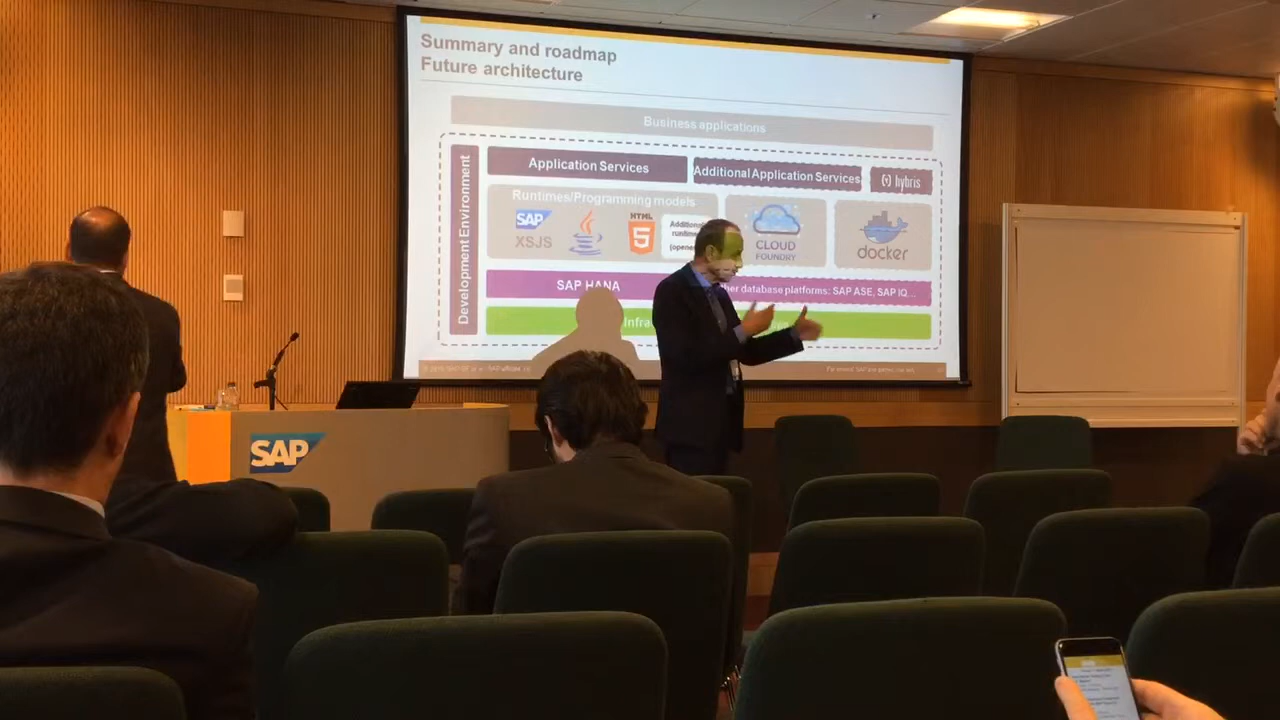 Summary and roadmap
Future architecture
Business applications
Development Environment
Application Services
Additional Application Services
hybris
Runtimes/Programming models
SAP
XSJS
Java
HTML
5
CLOUD
FOUNDRY
docker
SAP HANA
database platforms: SAP ASE, SAP IQ...
SAP